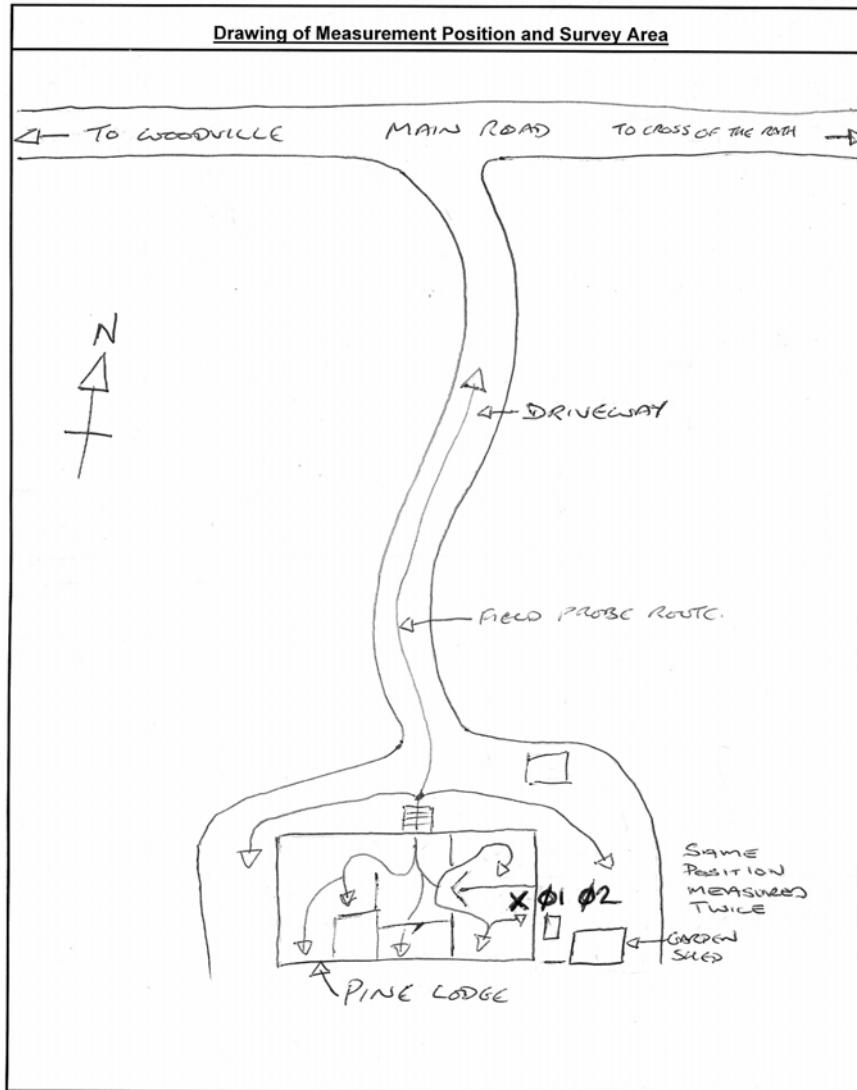 Drawing of Measurement Position and Survey Area
TO WOODVILLE
MAIN ROAD
TO CROSS OF THE RATH
N
DRIVEWAY
FIELD PROBE ROUTE.
SAME
POSITION
MEASURED
TWICE
X Ø1 Ø2
GARDEN
SHED
PINE LODGE